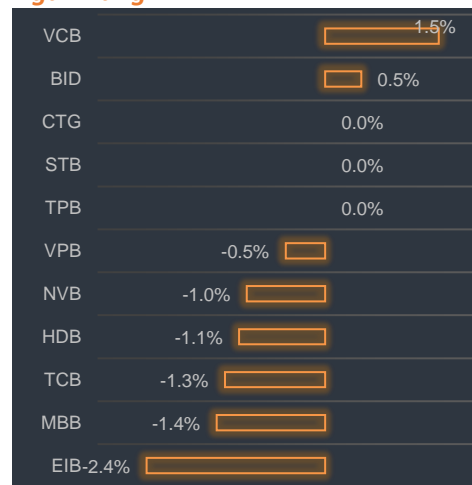 VCB 1.5%
BID 0.5%
CTG 0.0%
STB 0.0%
TPB 0.0%
VPB -0.5%
NVB -1.0%
HDB -1.1%
TCB -1.3%
MBB -1.4%
EIB -2.4%